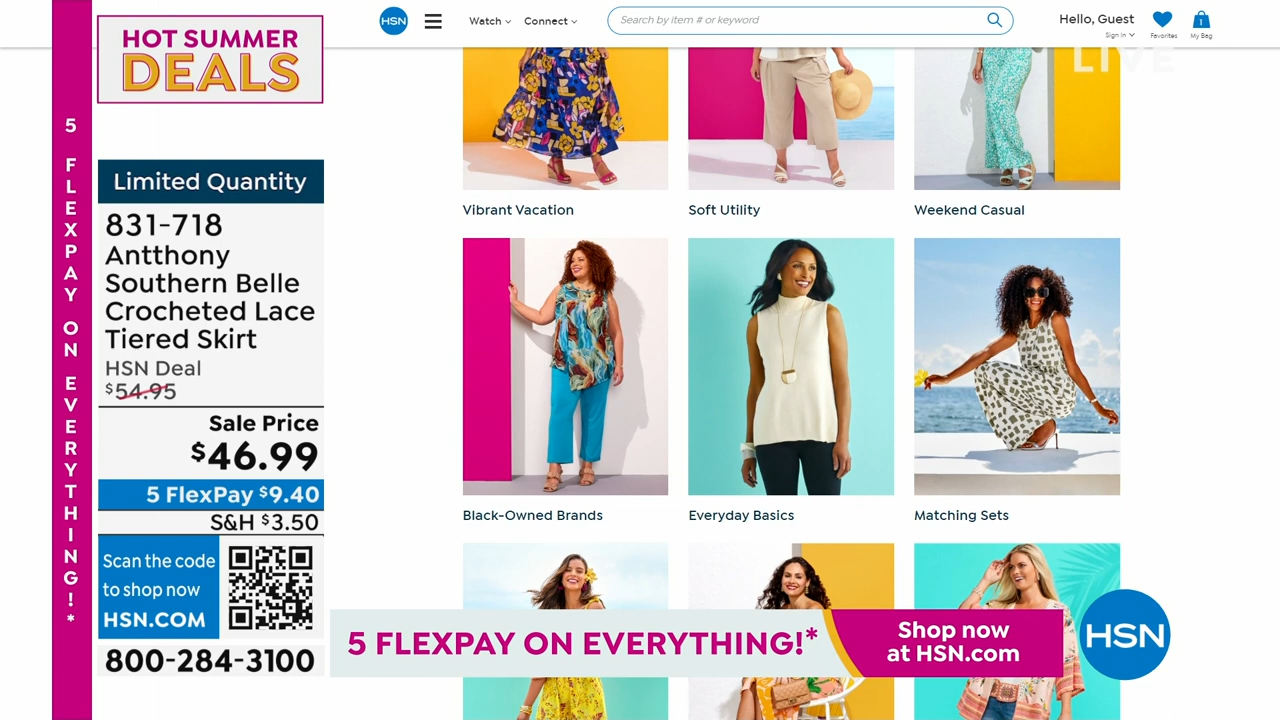 HOT SUMMER
DEALS
5 FLEXPAY ON EVERYTHING!*
Limited Quantity
831-718
Antthony
Southern Belle
Crocheted Lace
Tiered Skirt
HSN Deal
$54.95
Sale Price
$46.99
5 FlexPay $9.40
S&H $3.50
Scan the code
to shop now
HSN.COM
800-284-3100
HSN
Watch
Connect
Search by item # or keyword
Hello, Guest
Sign In
Favorites
1
My Bag
LIVE
Vibrant Vacation
Soft Utility
Weekend Casual
Black-Owned Brands
Everyday Basics
Matching Sets
5 FLEXPAY ON EVERYTHING!*
Shop now
at HSN.com
HSN